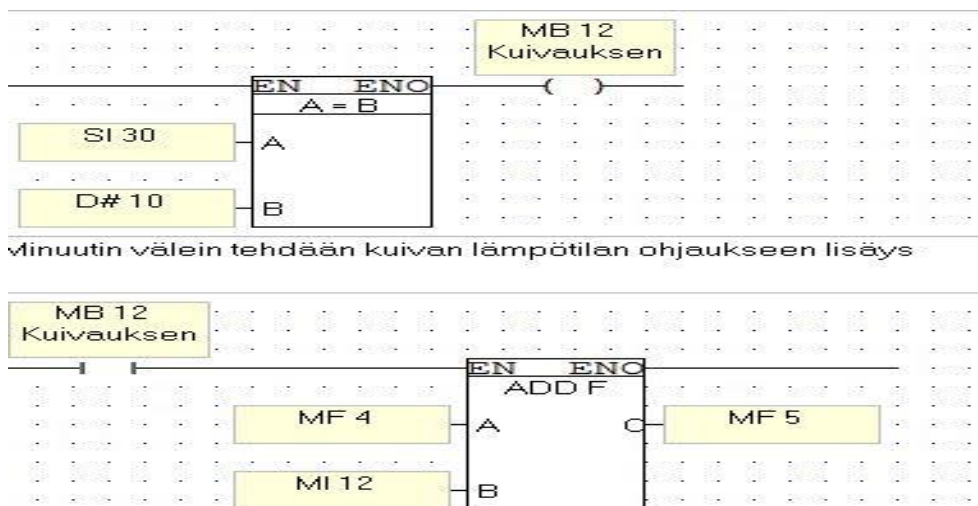 MB 12
Kuivauksen
EN ENO
A = B
SI 30
A
D# 10
B
Minuutin välein tehdään kuivan lämpötilan ohjaukseen lisäys
MB 12
Kuivauksen
EN ENO
ADD F
MF 4
A
C
MF 5
MI 12
B